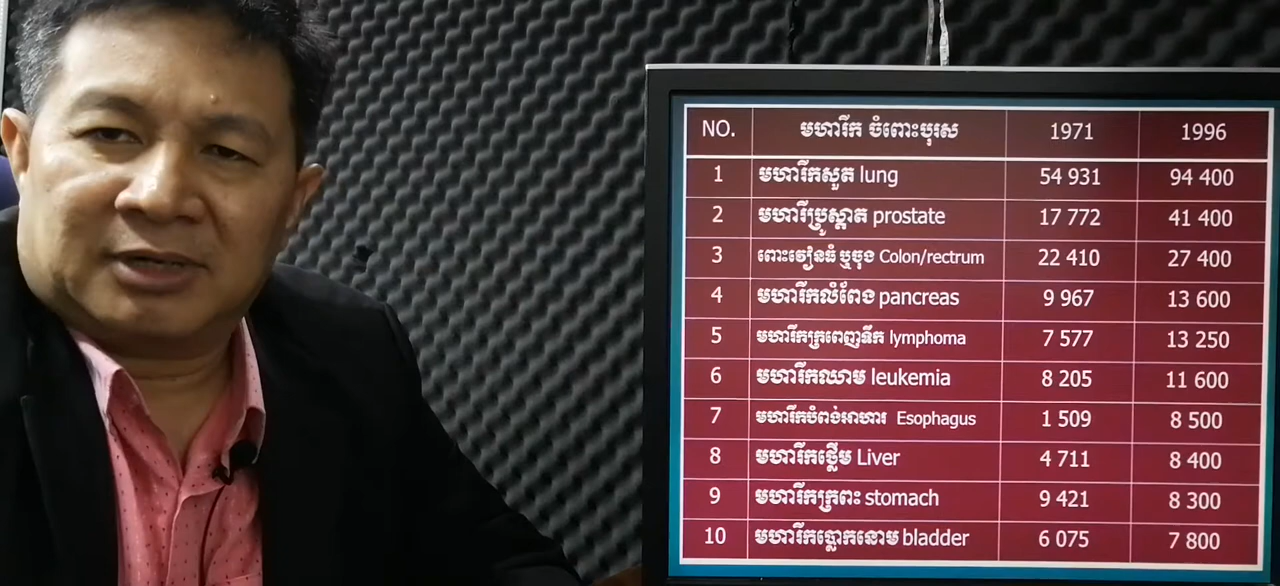 NO. មហារីក ចំពោះបុរស 1971 1996
1 មហារីកសួត lung 54 931 94 400
2 មហារីប្រូស្តាត prostate 17 772 41 400
3 ពោះវៀនធំ ឬចុង Colon/rectrum 22 410 27 400
4 មហារីកលំពែង pancreas 9 967 13 600
5 មហារីកក្រពេញទឹក lymphoma 7 577 13 250
6 មហារីកឈាម leukemia 8 205 11 600
7 មហារីកបំពង់អាហារ Esophagus 1 509 8 500
8 មហារីកថ្លើម Liver 4 711 8 400
9 មហារីកក្រពះ stomach 9 421 8 300
10 មហារីកប្លោកនោម bladder 6 075 7 800